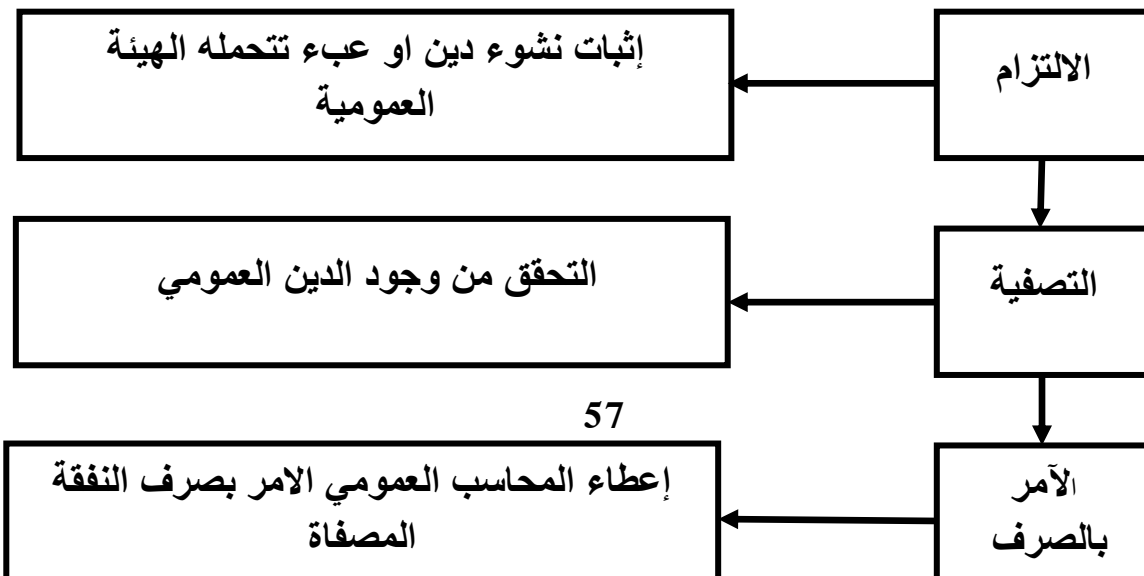 الالتزام
إثبات نشوء دين او عبء تتحمله الهيئة
العمومية
التصفية
التحقق من وجود الدين العمومي
57
الآمر
بالصرف
إعطاء المحاسب العمومي الامر بصرف النفقة
المصفاة